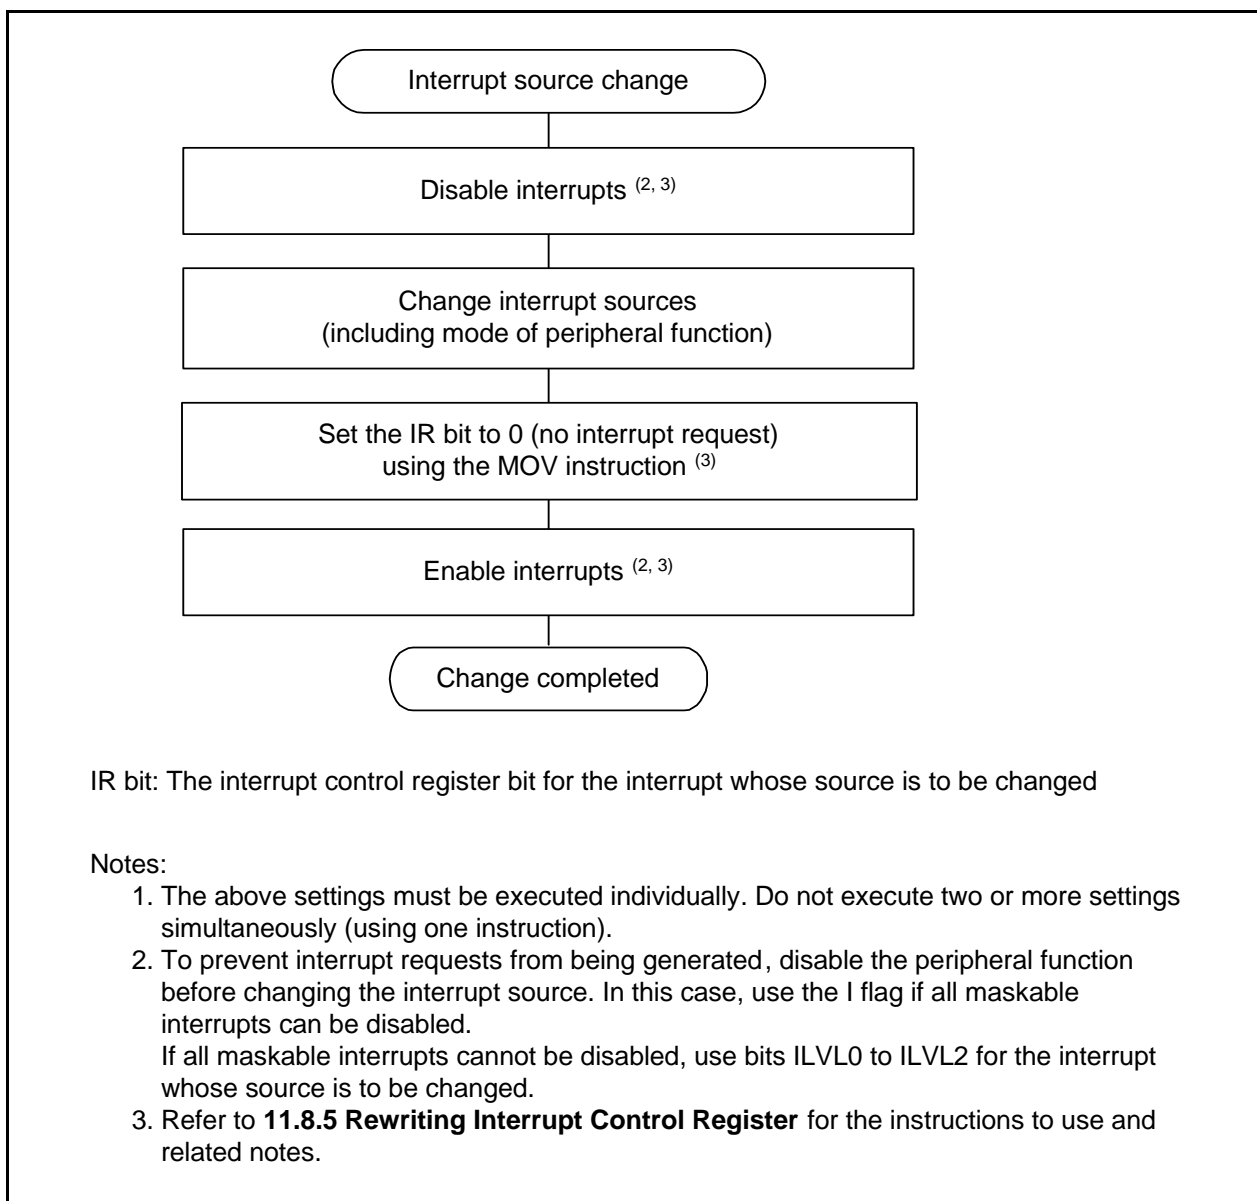 Interrupt source change
Disable interrupts (2, 3)
Change interrupt sources
(including mode of peripheral function)
Set the IR bit to 0 (no interrupt request)
using the MOV instruction (3)
Enable interrupts (2, 3)
Change completed
IR bit: The interrupt control register bit for the interrupt whose source is to be changed
Notes:
1. The above settings must be executed individually. Do not execute two or more settings
simultaneously (using one instruction).
2. To prevent interrupt requests from being generated, disable the peripheral function
before changing the interrupt source. In this case, use the I flag if all maskable
interrupts can be disabled.
If all maskable interrupts cannot be disabled, use bits ILVL0 to ILVL2 for the interrupt
whose source is to be changed.
3. Refer to 11.8.5 Rewriting Interrupt Control Register for the instructions to use and
related notes.